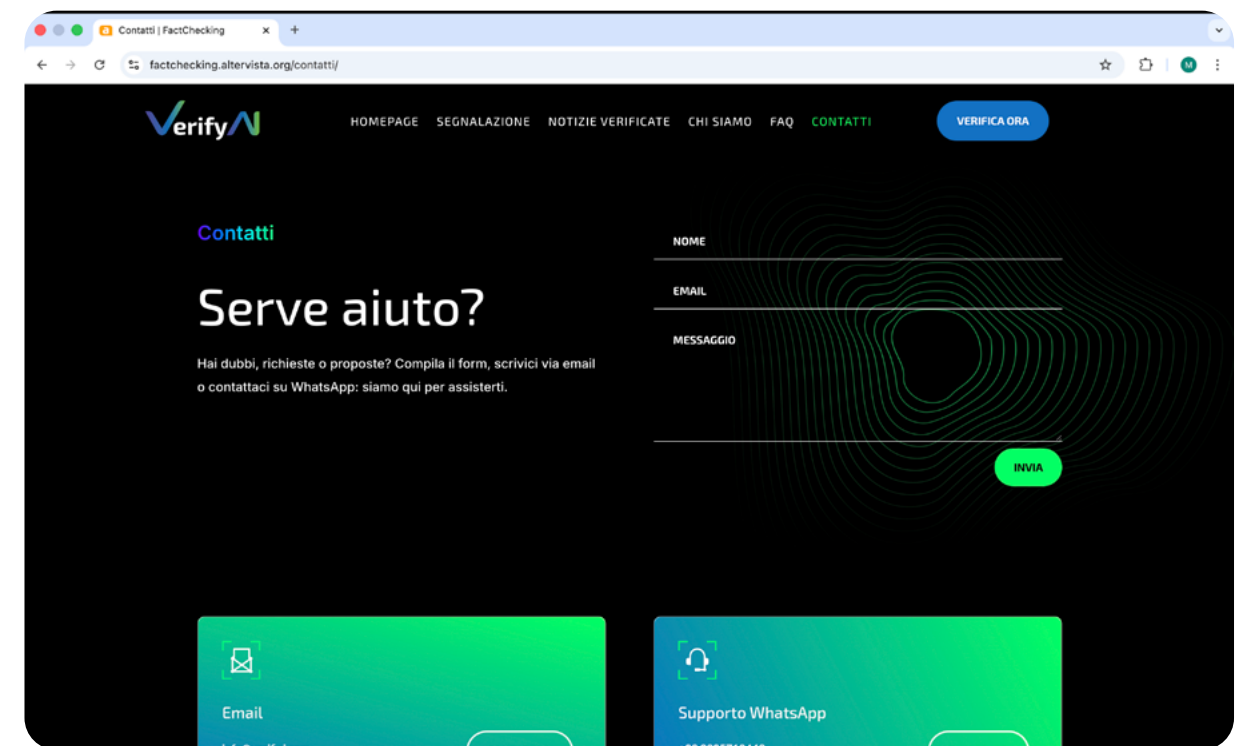 Contatti | FactChecking
factchecking.altervista.org/contatti/
M
VerifyAI
HOMEPAGE SEGNALAZIONE NOTIZIE VERIFICATE CHI SIAMO FAQ CONTATTI
VERIFICA ORA
Contatti
Serve aiuto?
Hai dubbi, richieste o proposte? Compila il form, scrivici via email
o contattaci su WhatsApp: siamo qui per assisterti.
NOME
EMAIL
MESSAGGIO
INVIA
Email
Supporto WhatsApp